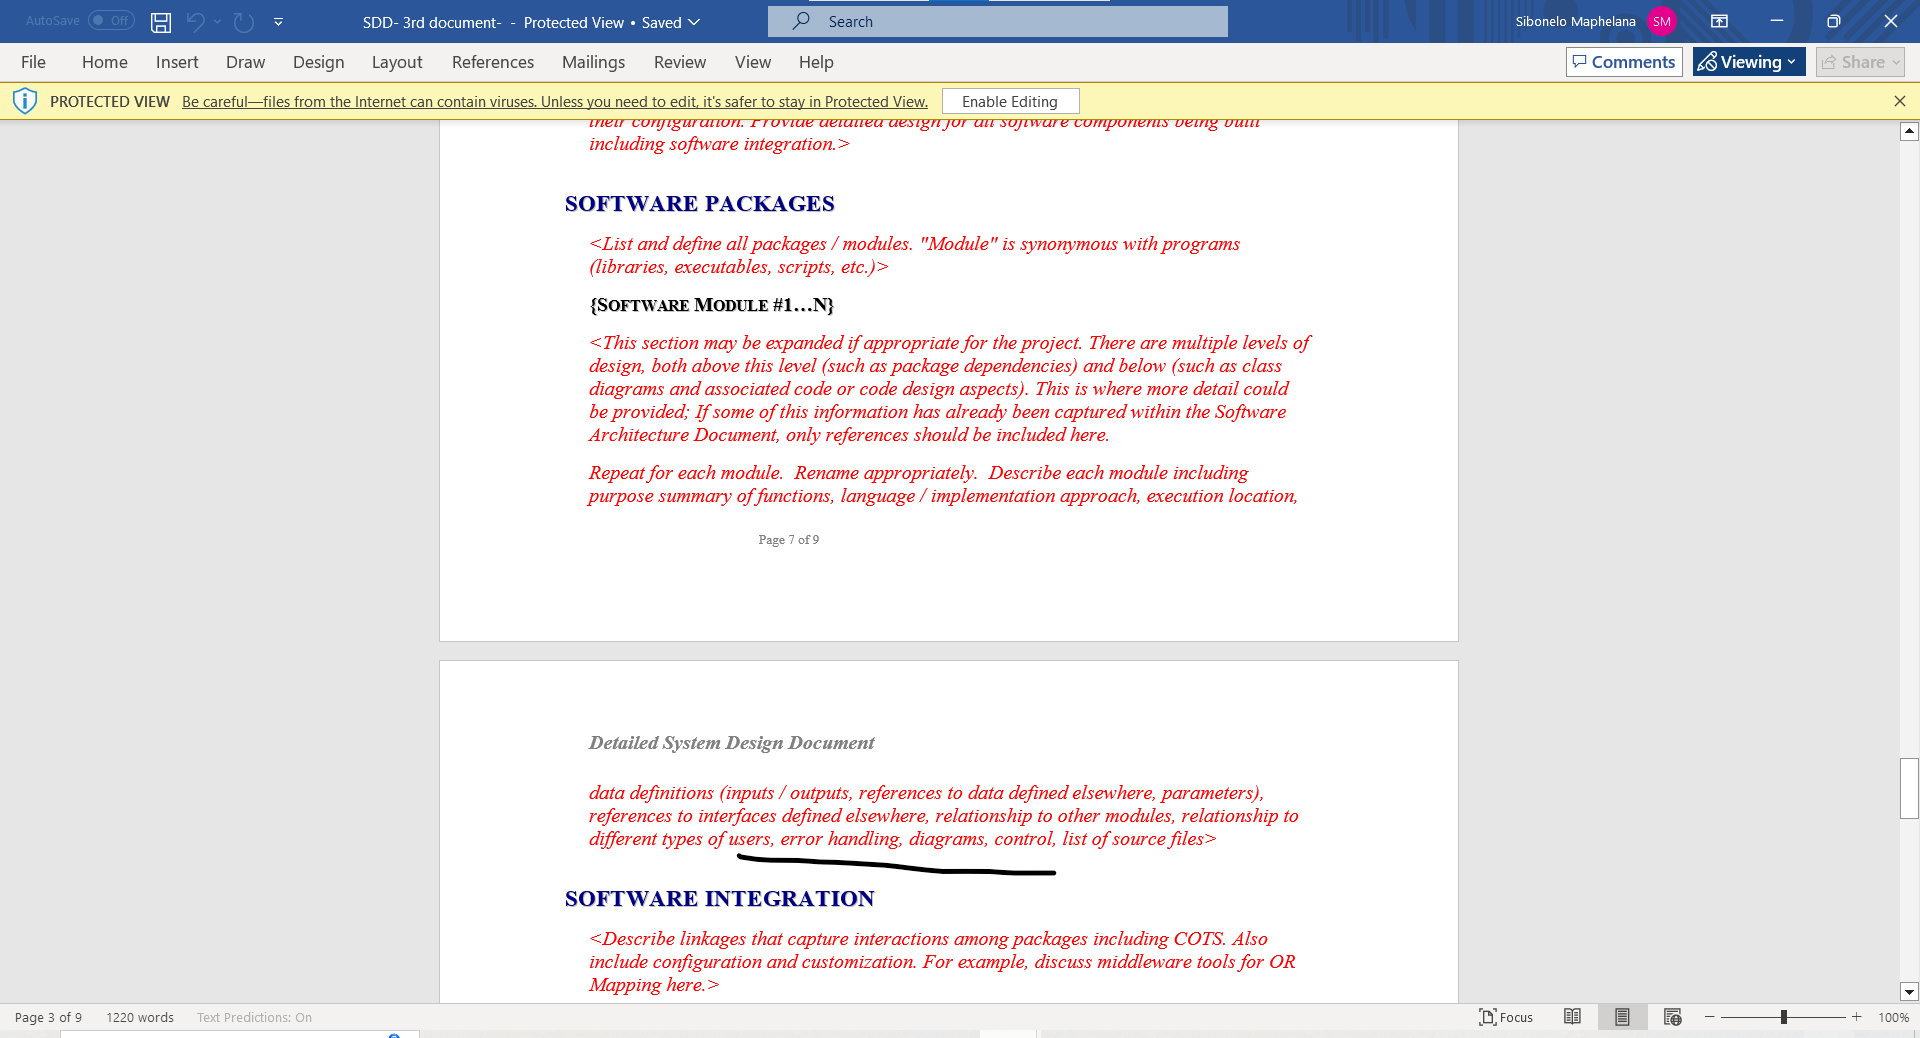 AutoSave Off SDD- 3rd document- - Protected View • Saved Search Sibonelo Maphelana SM
File Home Insert Draw Design Layout References Mailings Review View Help Comments Viewing Share
PROTECTED VIEW Be careful—files from the Internet can contain viruses. Unless you need to edit, it's safer to stay in Protected View. Enable Editing
their configuration. Provide detailed design for all software components being built
including software integration.>
SOFTWARE PACKAGES
<List and define all packages / modules. "Module" is synonymous with programs
(libraries, executables, scripts, etc.)>
{SOFTWARE MODULE #1…N}
<This section may be expanded if appropriate for the project. There are multiple levels of
design, both above this level (such as package dependencies) and below (such as class
diagrams and associated code or code design aspects). This is where more detail could
be provided; If some of this information has already been captured within the Software
Architecture Document, only references should be included here.
Repeat for each module. Rename appropriately. Describe each module including
purpose summary of functions, language / implementation approach, execution location,
Page 7 of 9
Detailed System Design Document
data definitions (inputs / outputs, references to data defined elsewhere, parameters),
references to interfaces defined elsewhere, relationship to other modules, relationship to
different types of users, error handling, diagrams, control, list of source files>
SOFTWARE INTEGRATION
<Describe linkages that capture interactions among packages including COTS. Also
include configuration and customization. For example, discuss middleware tools for OR
Mapping here.>
Page 3 of 9 1220 words Text Predictions: On Focus 100%